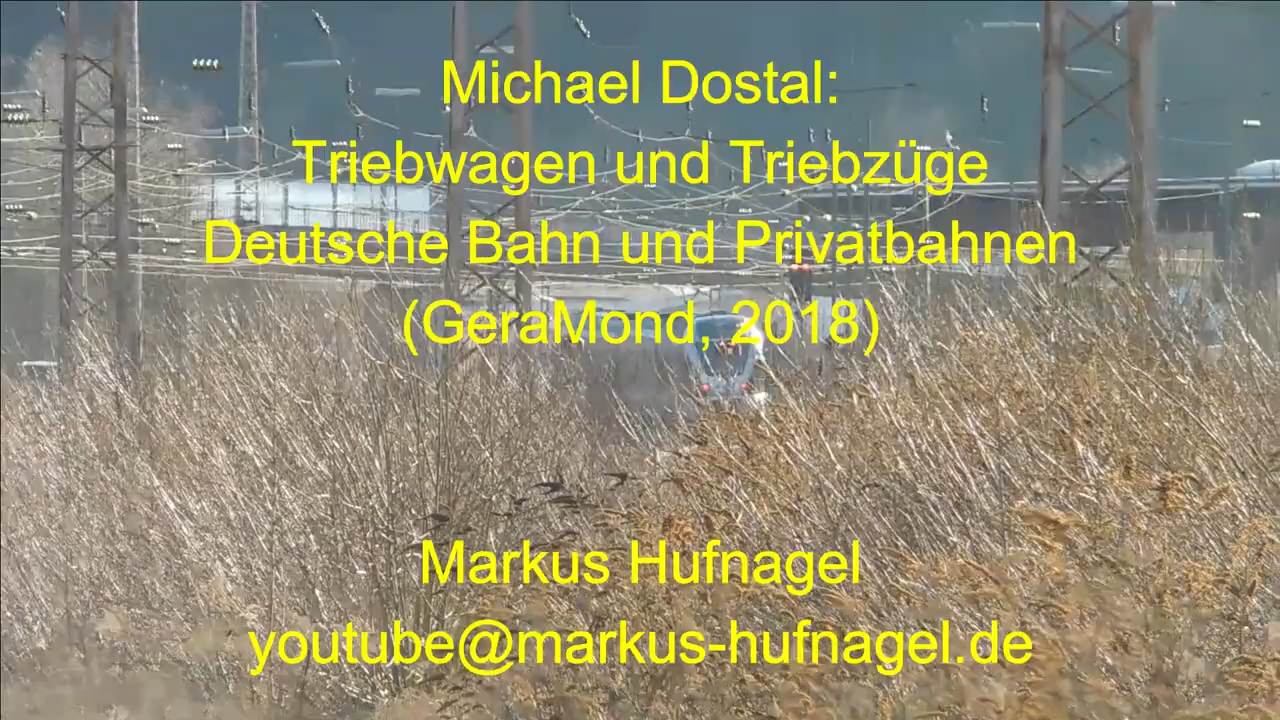 Michael Dostal:
Triebwagen und Triebzüge
Deutsche Bahn und Privatbahnen
(GeraMond, 2018)
Markus Hufnagel
youtube@markus-hufnagel.de